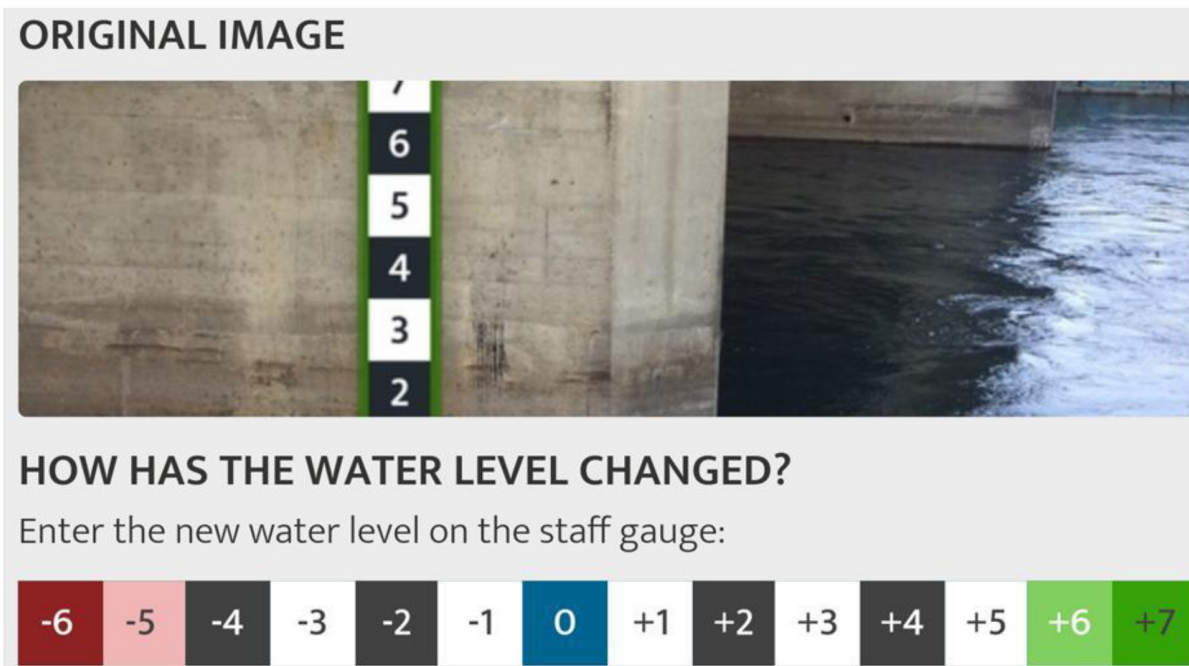 ORIGINAL IMAGE
7
6
5
4
3
2
HOW HAS THE WATER LEVEL CHANGED?
Enter the new water level on the staff gauge:
-6 -5 -4 -3 -2 -1 0 +1 +2 +3 +4 +5 +6 +7